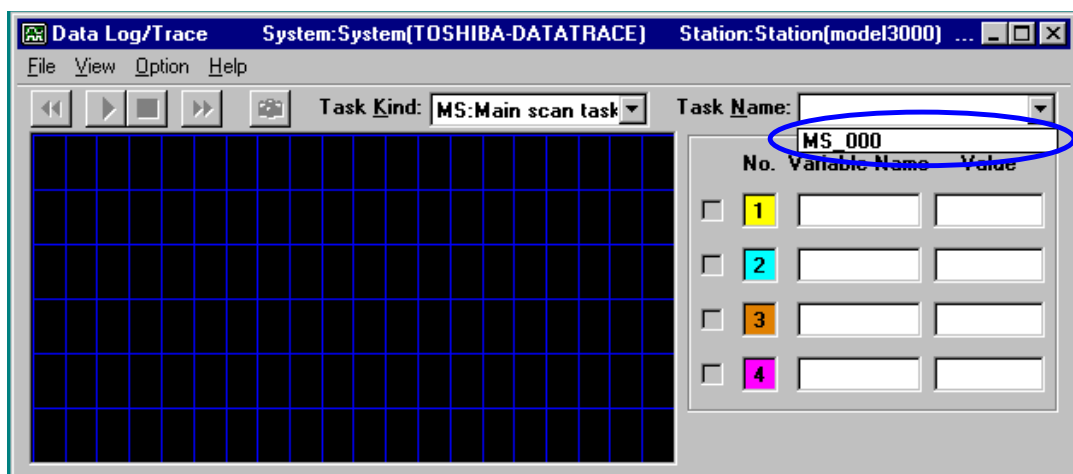 Data Log/Trace System:System(TOSHIBA-DATATRACE) Station:Station(model3000) ...
File View Option Help
Task Kind: MS:Main scan task Task Name:
MS_000
No. Variable Name Value
1
2
3
4